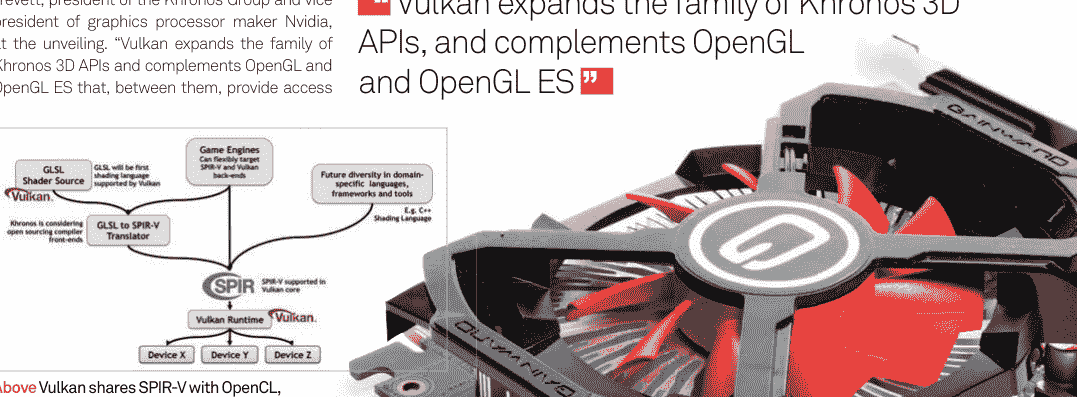 president of the Khronos Group and vice
president of graphics processor maker Nvidia,
at the unveiling. “Vulkan expands the family of
Khronos 3D APIs and complements OpenGL and
OpenGL ES that, between them, provide access
“ Vulkan expands the family of Khronos 3D
APIs, and complements OpenGL
and OpenGL ES ”
Game Engines
Can flexibly target
SPIR-V and Vulkan
back-ends
GLSL
Shader Source
GLSL will be first
shading language
supported by Vulkan
Vulkan.
Future diversity in domain-
specific languages,
frameworks and tools
E.g. C++
Shading Language
Khronos is considering
open sourcing compiler
front-ends
GLSL to SPIR-V
Translator
SPIR
SPIR-V supported in
Vulkan core
Vulkan Runtime
Vulkan.
Device X
Device Y
Device Z
Above Vulkan shares SPIR-V with OpenCL,
GAINWARD
GAINWARD